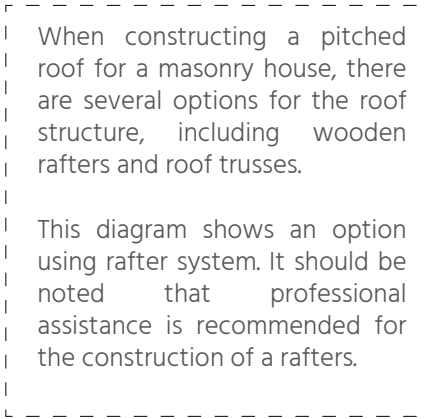 When constructing a pitched
roof for a masonry house, there
are several options for the roof
structure, including wooden
rafters and roof trusses.
This diagram shows an option
using rafter system. It should be
noted that professional
assistance is recommended for
the construction of a rafters.